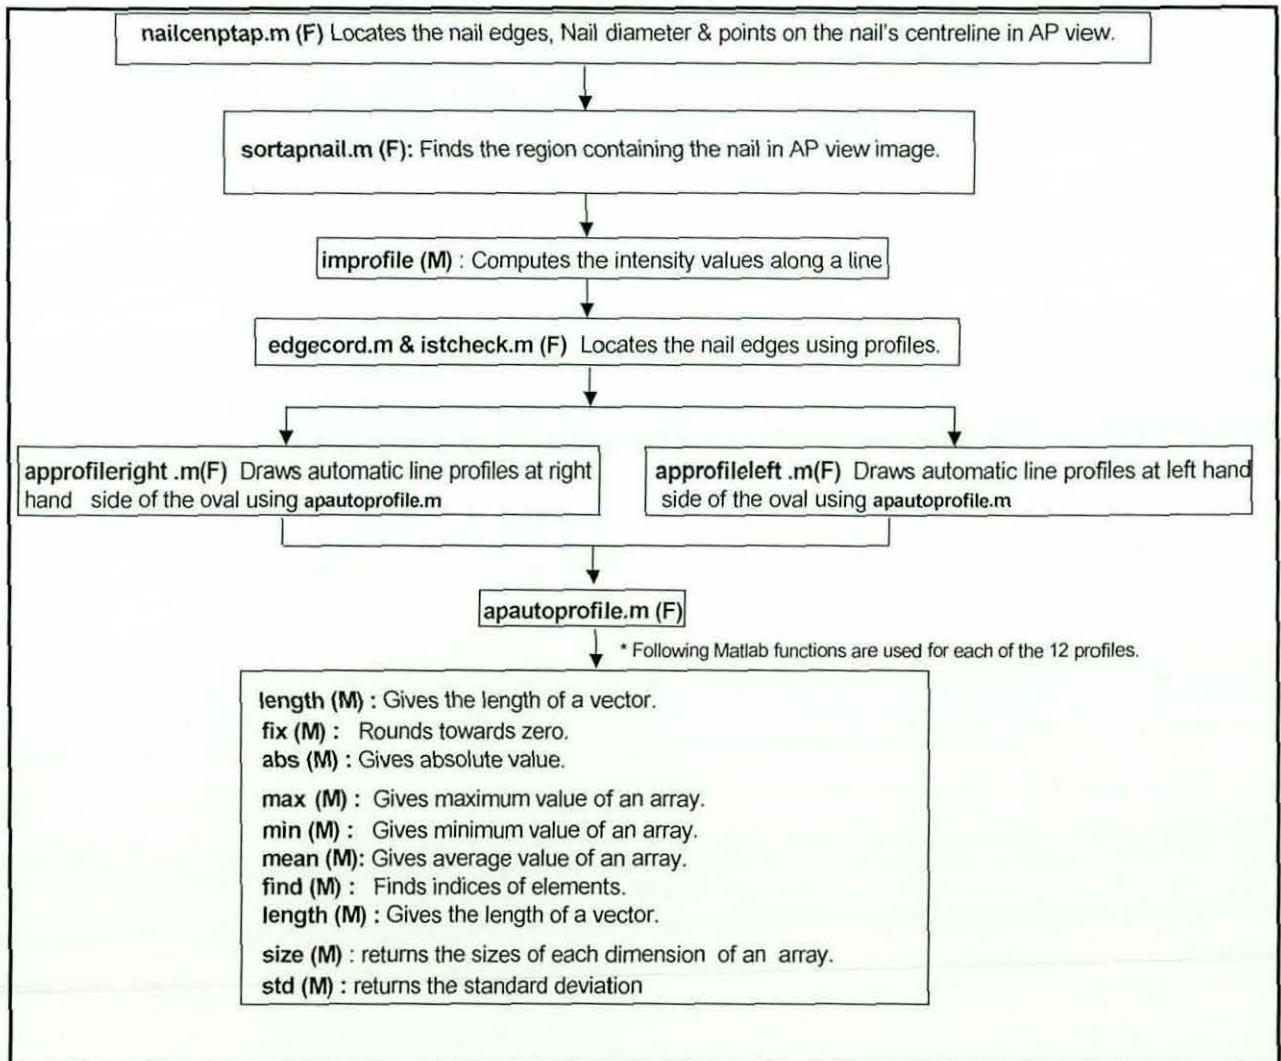 nailcenptap.m (F) Locates the nail edges, Nail diameter & points on the nail's centreline in AP view.
sortapnail.m (F): Finds the region containing the nail in AP view image.
improfile (M) : Computes the intensity values along a line
edgecord.m & istcheck.m (F) Locates the nail edges using profiles.
approfileright .m(F) Draws automatic line profiles at right
hand side of the oval using apautoprofile.m
approfileleft .m(F) Draws automatic line profiles at left hand
side of the oval using apautoprofile.m
apautoprofile.m (F)
* Following Matlab functions are used for each of the 12 profiles.
length (M) : Gives the length of a vector.
fix (M) : Rounds towards zero.
abs (M) : Gives absolute value.
max (M) : Gives maximum value of an array.
min (M) : Gives minimum value of an array.
mean (M): Gives average value of an array.
find (M) : Finds indices of elements.
length (M) : Gives the length of a vector.
size (M) : returns the sizes of each dimension of an array.
std (M) : returns the standard deviation